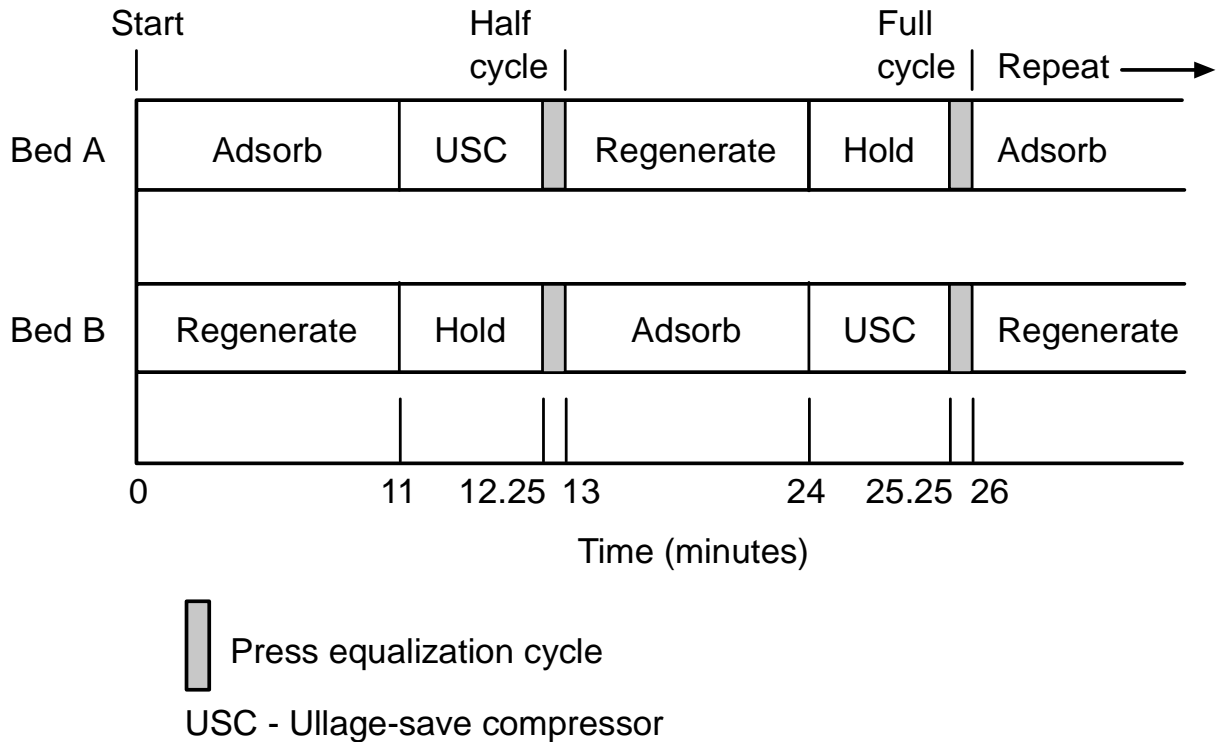 Start
Half
cycle
Full
cycle
Repeat
Bed A
Adsorb
USC
Regenerate
Hold
Adsorb
Bed B
Regenerate
Hold
Adsorb
USC
Regenerate
0
11
12.25
13
24
25.25
26
Time (minutes)
Press equalization cycle
USC - Ullage-save compressor